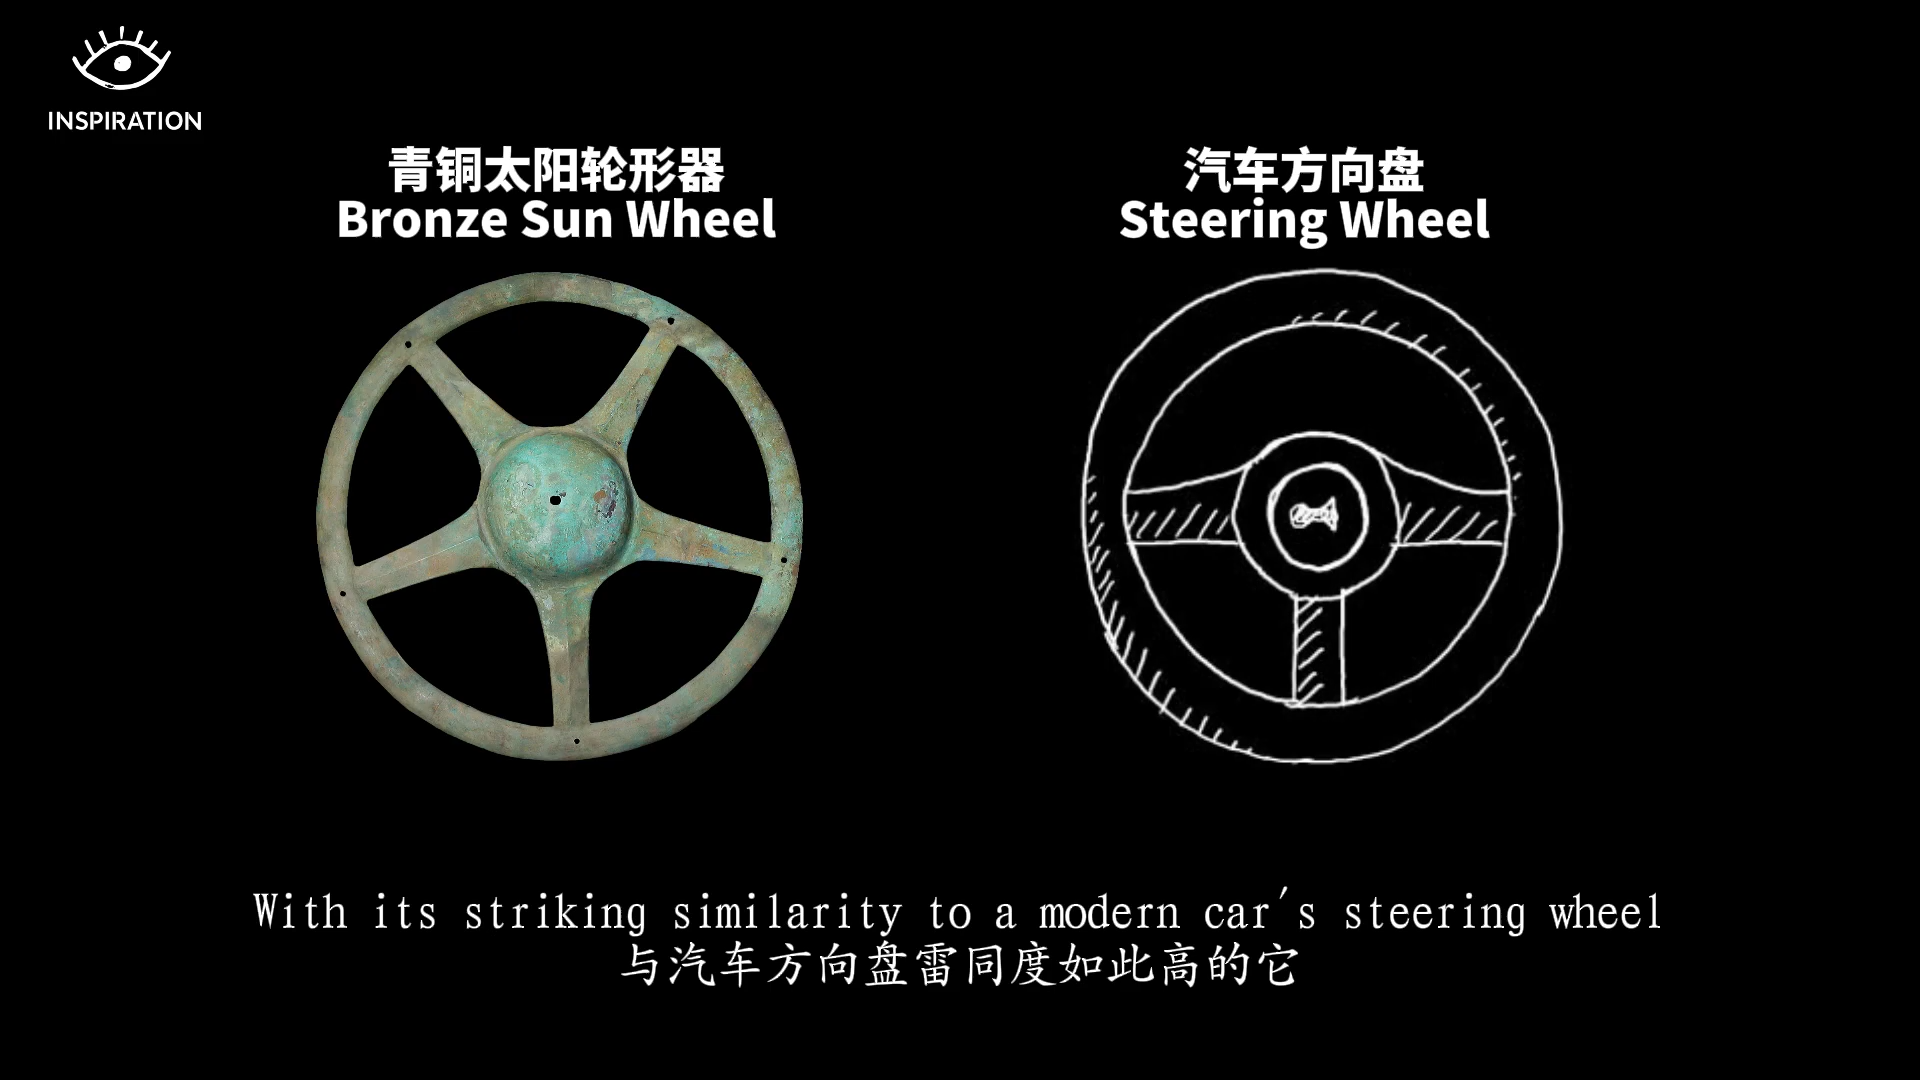 INSPIRATION
青铜太阳轮形器
Bronze Sun Wheel
汽车方向盘
Steering Wheel
With its striking similarity to a modern car's steering wheel
与汽车方向盘雷同度如此高的它